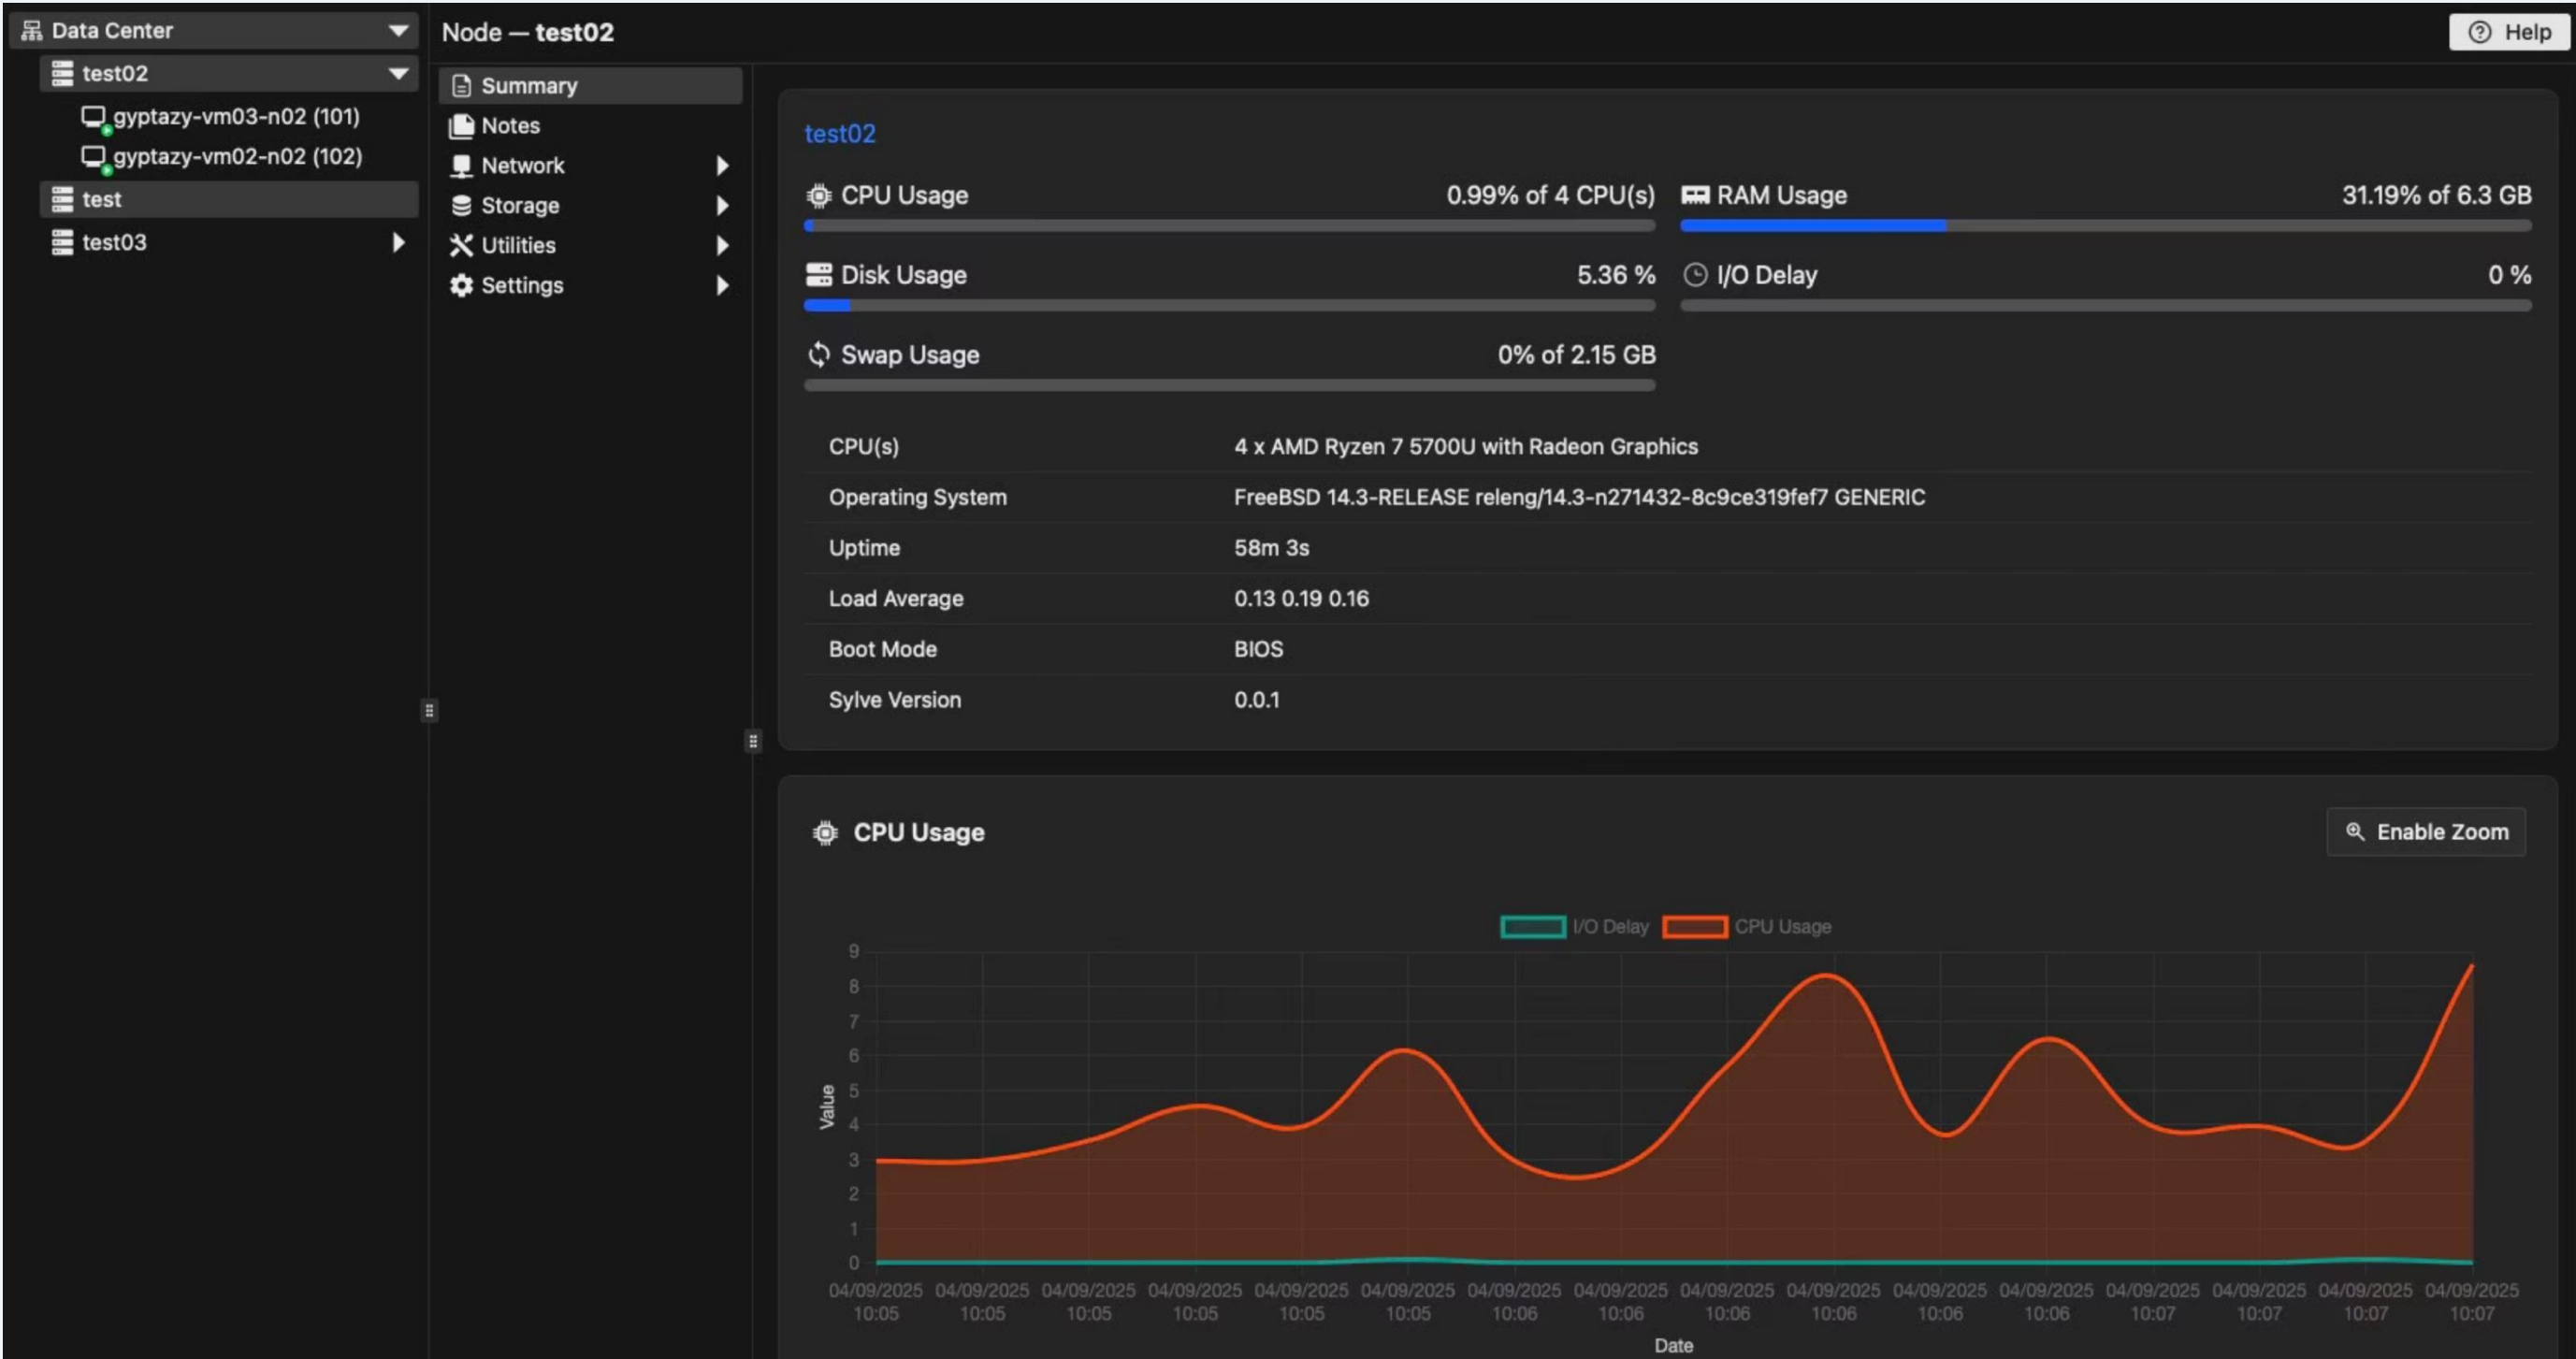 Data Center
test02
gyptazy-vm03-n02 (101)
gyptazy-vm02-n02 (102)
test
test03
Node — test02
Help
Summary
Notes
Network
Storage
Utilities
Settings
test02
CPU Usage 0.99% of 4 CPU(s)
RAM Usage 31.19% of 6.3 GB
Disk Usage 5.36 %
I/O Delay 0 %
Swap Usage 0% of 2.15 GB
CPU(s) 4 x AMD Ryzen 7 5700U with Radeon Graphics
Operating System FreeBSD 14.3-RELEASE releng/14.3-n271432-8c9ce319fef7 GENERIC
Uptime 58m 3s
Load Average 0.13 0.19 0.16
Boot Mode BIOS
Sylve Version 0.0.1
CPU Usage
Enable Zoom
I/O Delay CPU Usage
9
8
7
6
5
4
3
2
1
0
Value
04/09/2025 04/09/2025 04/09/2025 04/09/2025 04/09/2025 04/09/2025 04/09/2025 04/09/2025 04/09/2025 04/09/2025 04/09/2025 04/09/2025 04/09/2025 04/09/2025 04/09/2025 04/09/2025
10:05 10:05 10:05 10:05 10:05 10:05 10:06 10:06 10:06 10:06 10:06 10:06 10:07 10:07 10:07 10:07
Date